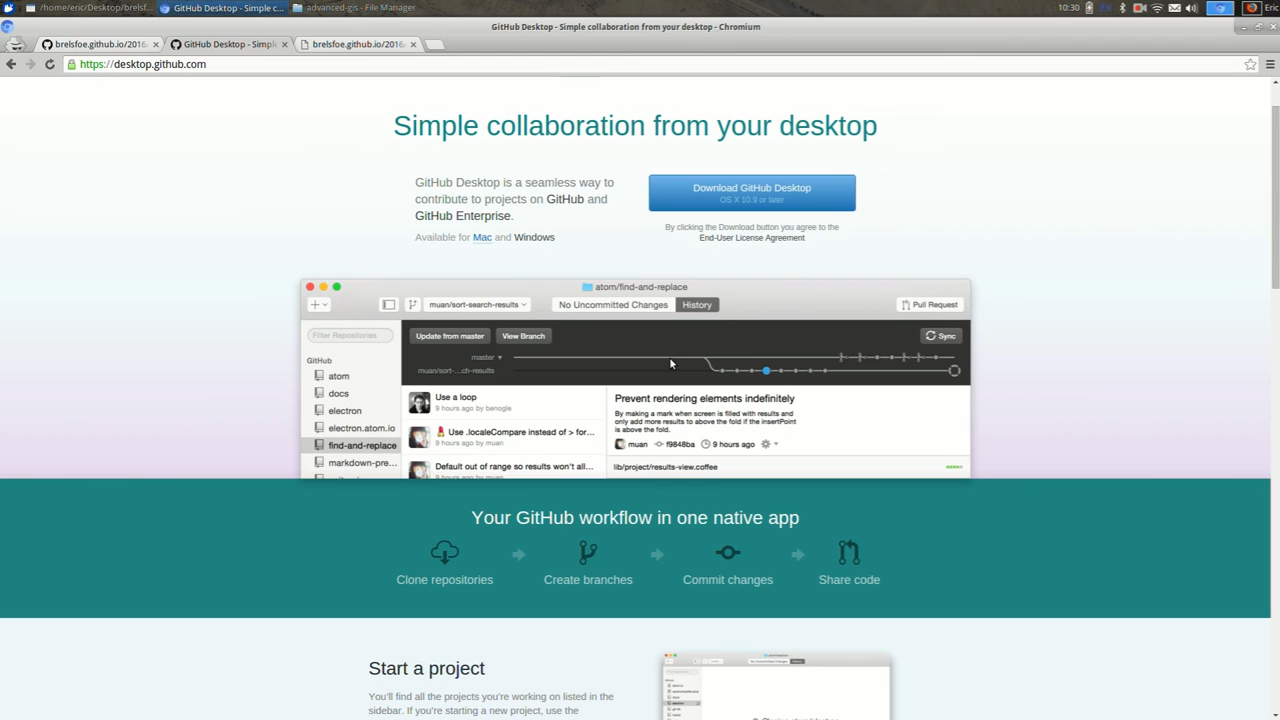 /home/eric/Desktop/brelsf...
GitHub Desktop - Simple c...
advanced-gis - File Manager
10:30
Eric
GitHub Desktop - Simple collaboration from your desktop - Chromium
brelsfoe.github.io/2016
GitHub Desktop - Simple
brelsfoe.github.io/2016
https://desktop.github.com
Simple collaboration from your desktop
GitHub Desktop is a seamless way to
contribute to projects on GitHub and
GitHub Enterprise.
Available for Mac and Windows
Download GitHub Desktop
OS X 10.9 or later
By clicking the Download button you agree to the
End-User License Agreement
atom/find-and-replace
muan/sort-search-results
No Uncommitted Changes
History
Pull Request
Filter Repositories
Update from master
View Branch
Sync
master
muan/sort-...ch-results
GitHub
atom
docs
electron
electron.atom.io
find-and-replace
markdown-pre...
Use a loop
9 hours ago by benogle
Use .localeCompare instead of > for...
9 hours ago by muan
Default out of range so results won't all...
9 hours ago by muan
Prevent rendering elements indefinitely
By making a mark when screen is filled with results and
only add more results to above the fold if the insertPoint
is above the fold.
muan
f9848ba
9 hours ago
lib/project/results-view.coffee
Your GitHub workflow in one native app
Clone repositories
Create branches
Commit changes
Share code
Start a project
You'll find all the projects you're working on listed in the
sidebar. If you're starting a new project, use the